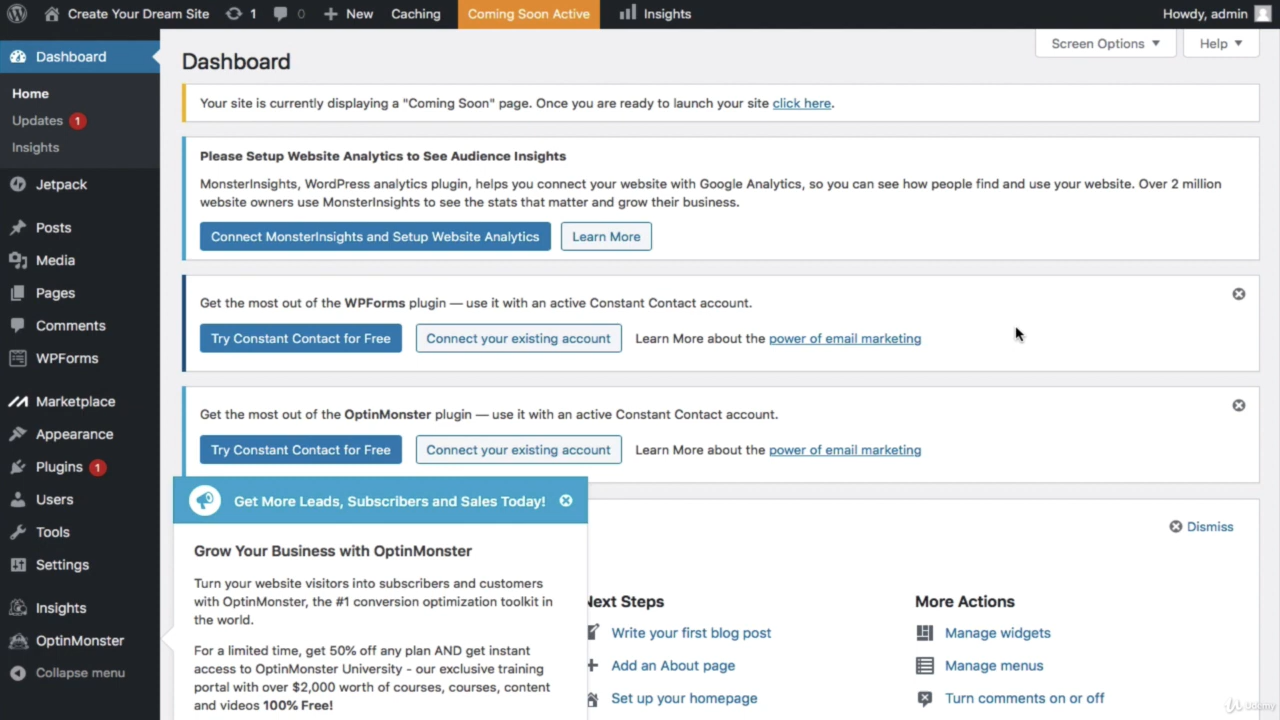 Create Your Dream Site 1 0 New Caching Coming Soon Active Insights Howdy, admin
Dashboard
Home
Updates 1
Insights
Jetpack
Posts
Media
Pages
Comments
WPForms
Marketplace
Appearance
Plugins 1
Users
Tools
Settings
Insights
OptinMonster
Collapse menu
Screen Options Help
Dashboard
Your site is currently displaying a "Coming Soon" page. Once you are ready to launch your site click here.
Please Setup Website Analytics to See Audience Insights
MonsterInsights, WordPress analytics plugin, helps you connect your website with Google Analytics, so you can see how people find and use your website. Over 2 million
website owners use MonsterInsights to see the stats that matter and grow their business.
Connect MonsterInsights and Setup Website Analytics Learn More
Get the most out of the WPForms plugin — use it with an active Constant Contact account.
Try Constant Contact for Free Connect your existing account Learn More about the power of email marketing
Get the most out of the OptinMonster plugin — use it with an active Constant Contact account.
Try Constant Contact for Free Connect your existing account Learn More about the power of email marketing
Get More Leads, Subscribers and Sales Today!
Grow Your Business with OptinMonster
Turn your website visitors into subscribers and customers
with OptinMonster, the #1 conversion optimization toolkit in
the world.
For a limited time, get 50% off any plan AND get instant
access to OptinMonster University - our exclusive training
portal with over $2,000 worth of courses, courses, content
and videos 100% Free!
Dismiss
Next Steps
Write your first blog post
Add an About page
Set up your homepage
More Actions
Manage widgets
Manage menus
Turn comments on or off
Udemy